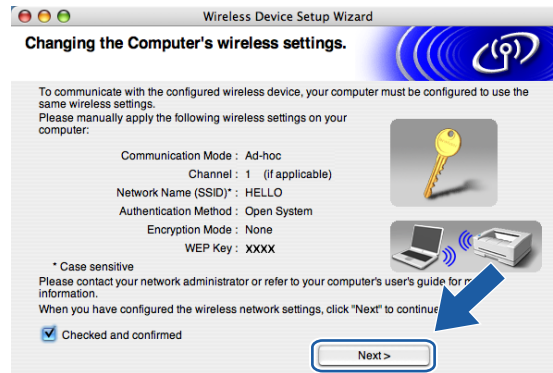 Wireless Device Setup Wizard
Changing the Computer's wireless settings.
To communicate with the configured wireless device, your computer must be configured to use the
same wireless settings.
Please manually apply the following wireless settings on your
computer:
Communication Mode : Ad-hoc
Channel : 1 (if applicable)
Network Name (SSID)* : HELLO
Authentication Method : Open System
Encryption Mode : None
WEP Key : XXXX
* Case sensitive
Please contact your network administrator or refer to your computer's user's guide for
information.
When you have configured the wireless network settings, click "Next" to continue
Checked and confirmed
Next >